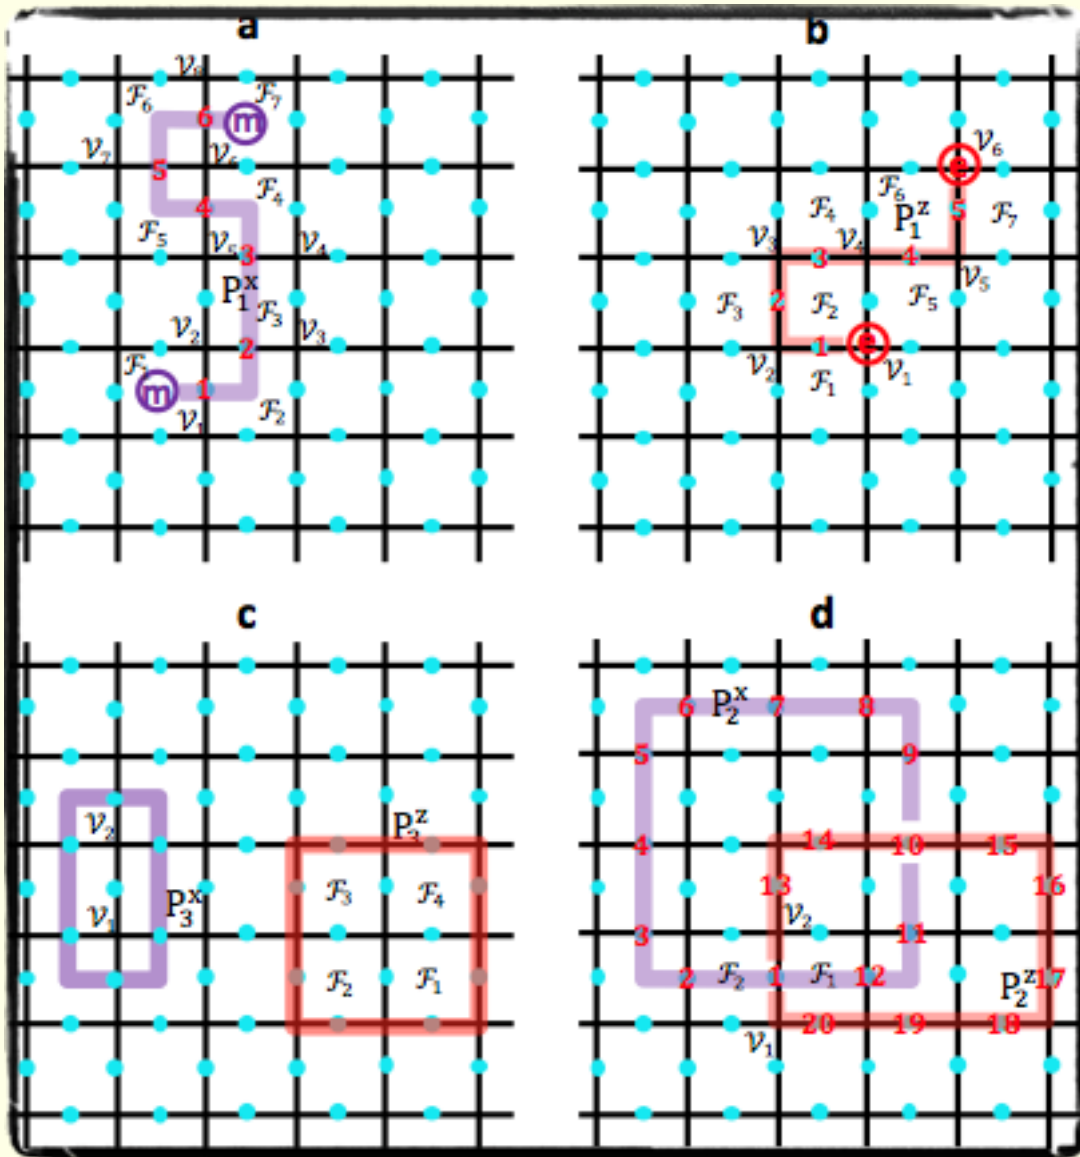 a
𝒱₈
ℱ₆
ℱ₇
6
m
𝒱₇
𝒱₆
5
ℱ₄
4
ℱ₅
𝒱₅
3
𝒱₄
P₁ˣ
ℱ₃
𝒱₂
𝒱₃
2
m
1
𝒱₁
ℱ₂
b
𝒱₆
e
ℱ₆
ℱ₄
P₁ᶻ
5
ℱ₇
𝒱₃
𝒱₄
3
4
𝒱₅
ℱ₃
2
ℱ₂
ℱ₅
𝒱₂
1
e
𝒱₁
ℱ₁
c
𝒱₂
P₃ᶻ
𝒱₁
P₃ˣ
ℱ₃
ℱ₄
ℱ₂
ℱ₁
d
6
P₂ˣ
7
8
5
9
4
14
10
15
13
16
𝒱₂
3
11
2
ℱ₂
1
ℱ₁
12
P₂ᶻ
17
20
19
18
𝒱₁